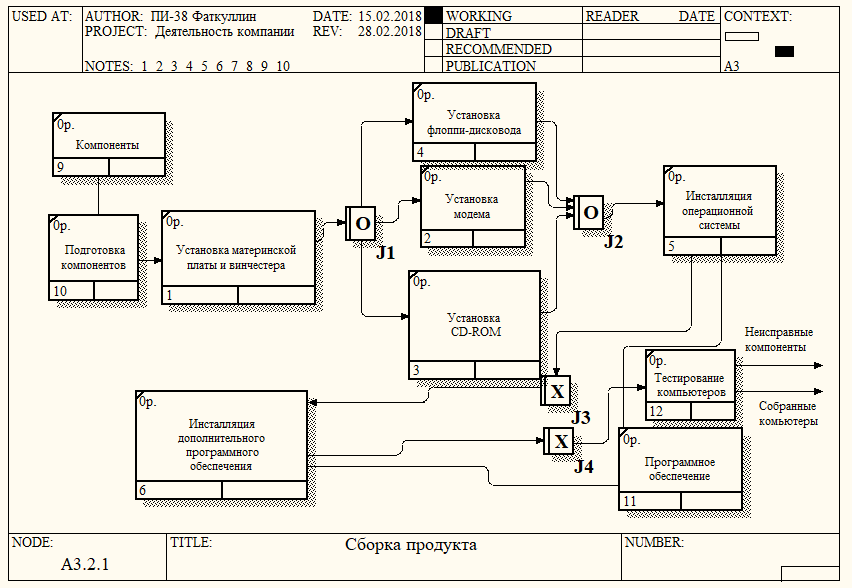 USED AT:
AUTHOR: ПИ-38 Фаткуллин
DATE: 15.02.2018
PROJECT: Деятельность компании
REV: 28.02.2018
NOTES: 1 2 3 4 5 6 7 8 9 10
WORKING
DRAFT
RECOMMENDED
PUBLICATION
READER DATE
CONTEXT:
A3
0р.
Компоненты
9
0р.
Подготовка
компонентов
10
0р.
Установка материнской
платы и винчестера
1
O
J1
0р.
Установка
флоппи-дисковода
4
0р.
Установка
модема
2
0р.
Установка
CD-ROM
3
O
J2
0р.
Инсталляция
операционной
системы
5
X
J3
0р.
Инсталляция
дополнительного
программного
обеспечения
6
X
J4
0р.
Тестирование
компьютеров
12
Неисправные
компоненты
Собранные
комьютеры
0р.
Программное
обеспечение
11
NODE:
A3.2.1
TITLE:
Сборка продукта
NUMBER: